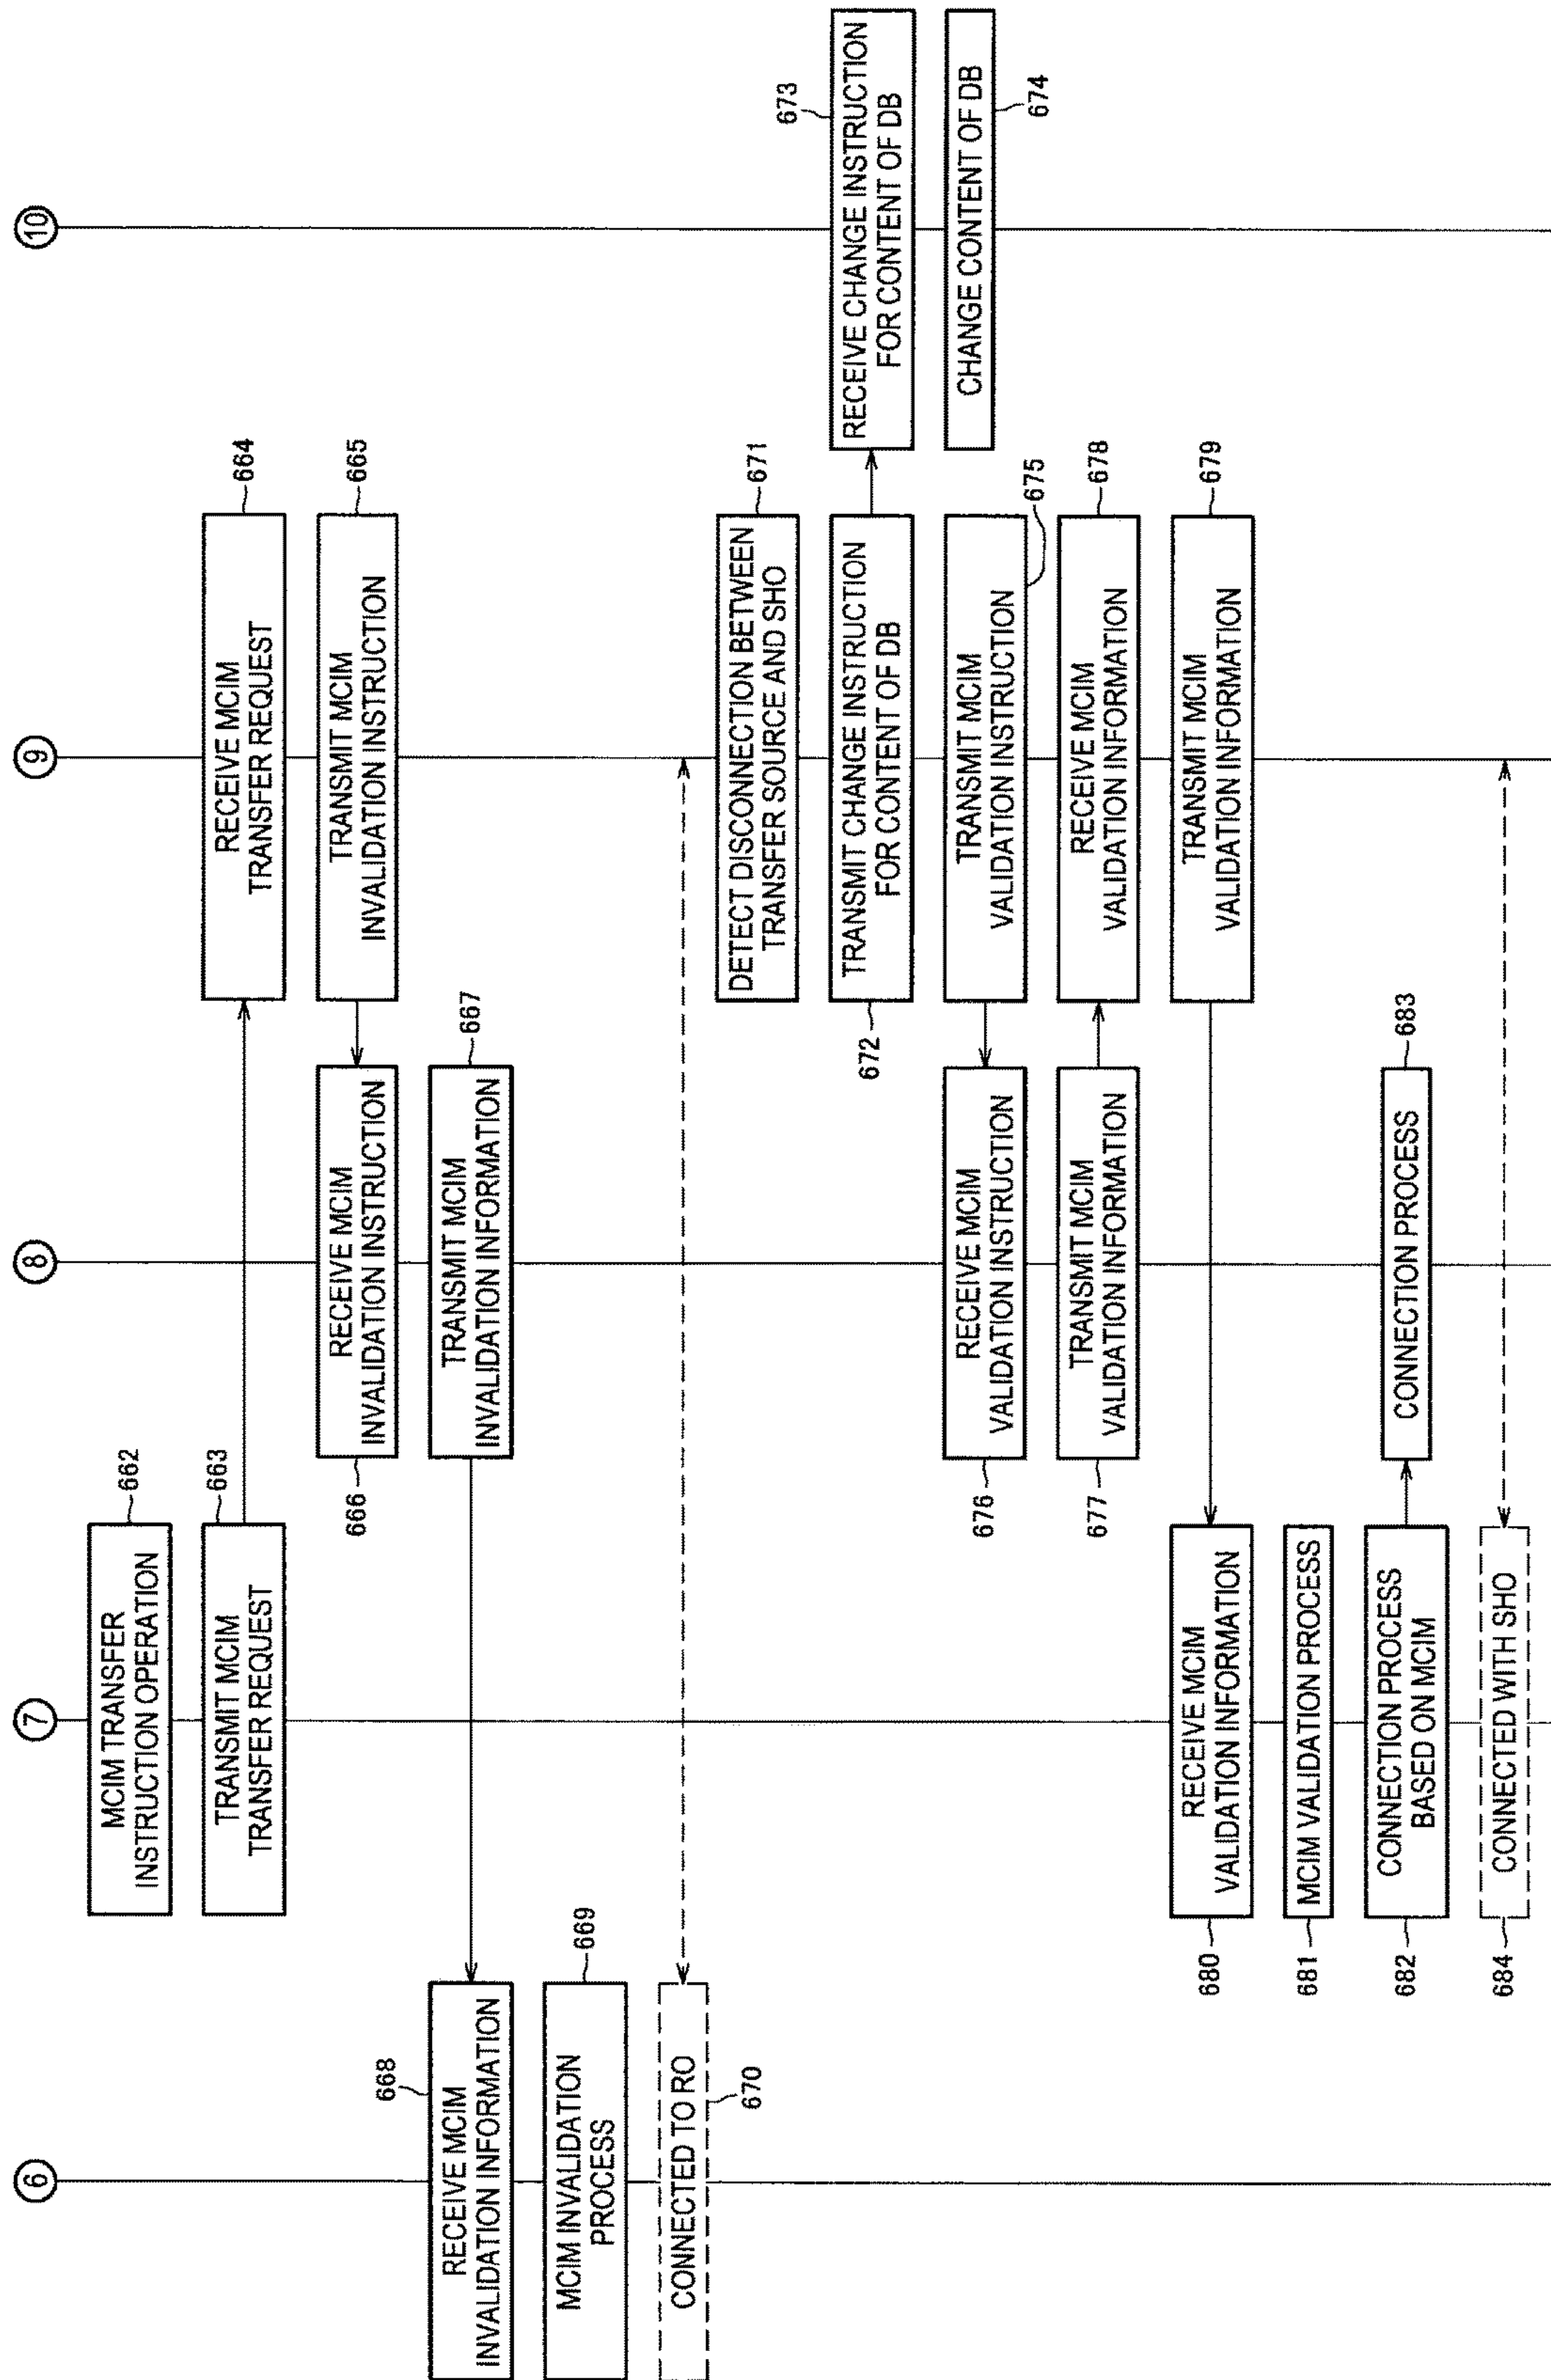 6
7
8
9
10
MCIM TRANSFER
INSTRUCTION OPERATION
662
TRANSMIT MCIM
TRANSFER REQUEST
663
RECEIVE MCIM
TRANSFER REQUEST
664
TRANSMIT MCIM
INVALIDATION INSTRUCTION
665
RECEIVE MCIM
INVALIDATION INSTRUCTION
666
TRANSMIT MCIM
INVALIDATION INFORMATION
667
RECEIVE MCIM
INVALIDATION INFORMATION
668
MCIM INVALIDATION
PROCESS
669
CONNECTED TO RO
670
DETECT DISCONNECTION BETWEEN
TRANSFER SOURCE AND SHO
671
TRANSMIT CHANGE INSTRUCTION
FOR CONTENT OF DB
672
RECEIVE CHANGE INSTRUCTION
FOR CONTENT OF DB
673
CHANGE CONTENT OF DB
674
TRANSMIT MCIM
VALIDATION INSTRUCTION
675
RECEIVE MCIM
VALIDATION INSTRUCTION
676
TRANSMIT MCIM
VALIDATION INFORMATION
677
RECEIVE MCIM
VALIDATION INFORMATION
678
TRANSMIT MCIM
VALIDATION INFORMATION
679
RECEIVE MCIM
VALIDATION INFORMATION
680
MCIM VALIDATION PROCESS
681
CONNECTION PROCESS
BASED ON MCIM
682
CONNECTION PROCESS
683
CONNECTED WITH SHO
684